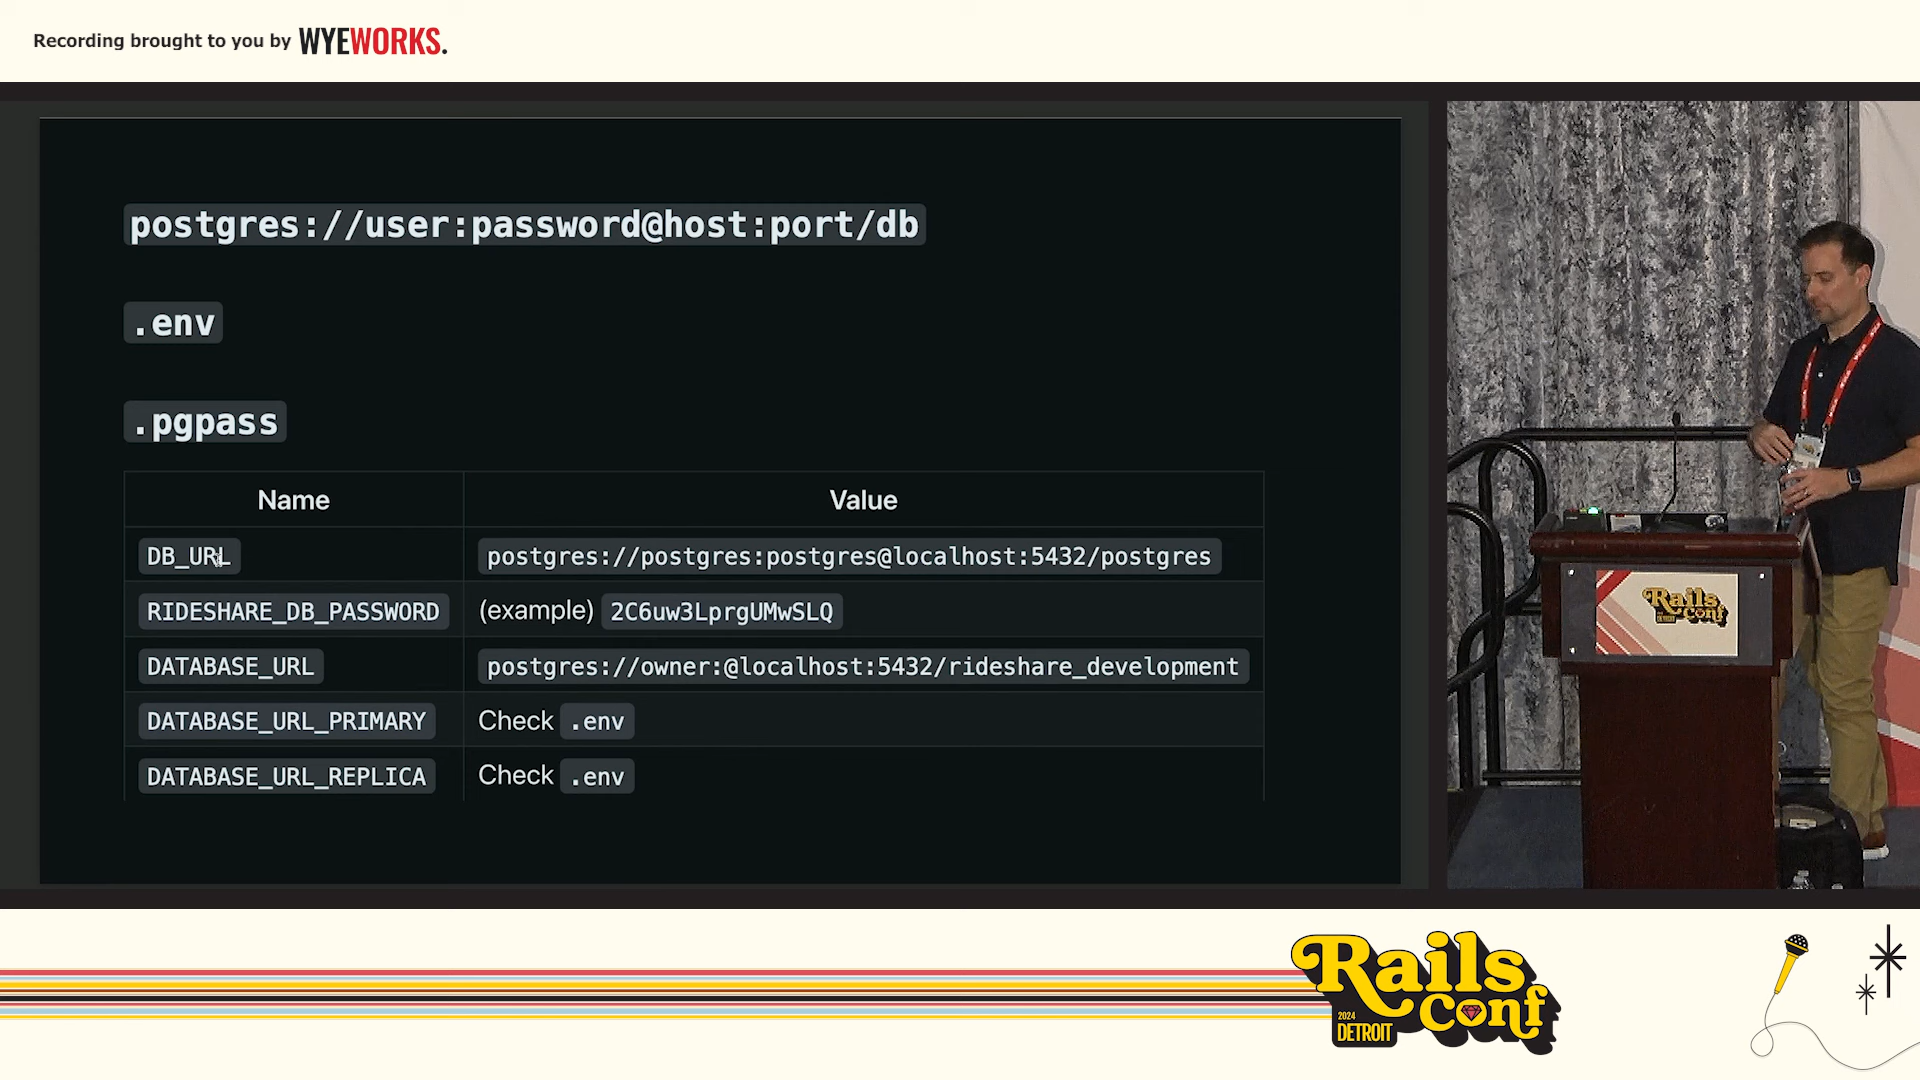 Recording brought to you by WYEWORKS.
postgres://user:password@host:port/db
.env
.pgpass
Name Value
DB_URL postgres://postgres:postgres@localhost:5432/postgres
RIDESHARE_DB_PASSWORD (example) 2C6uw3LprgUMwSLQ
DATABASE_URL postgres://owner:@localhost:5432/rideshare_development
DATABASE_URL_PRIMARY Check .env
DATABASE_URL_REPLICA Check .env
Rails
conf
Rails
conf
2024
DETROIT